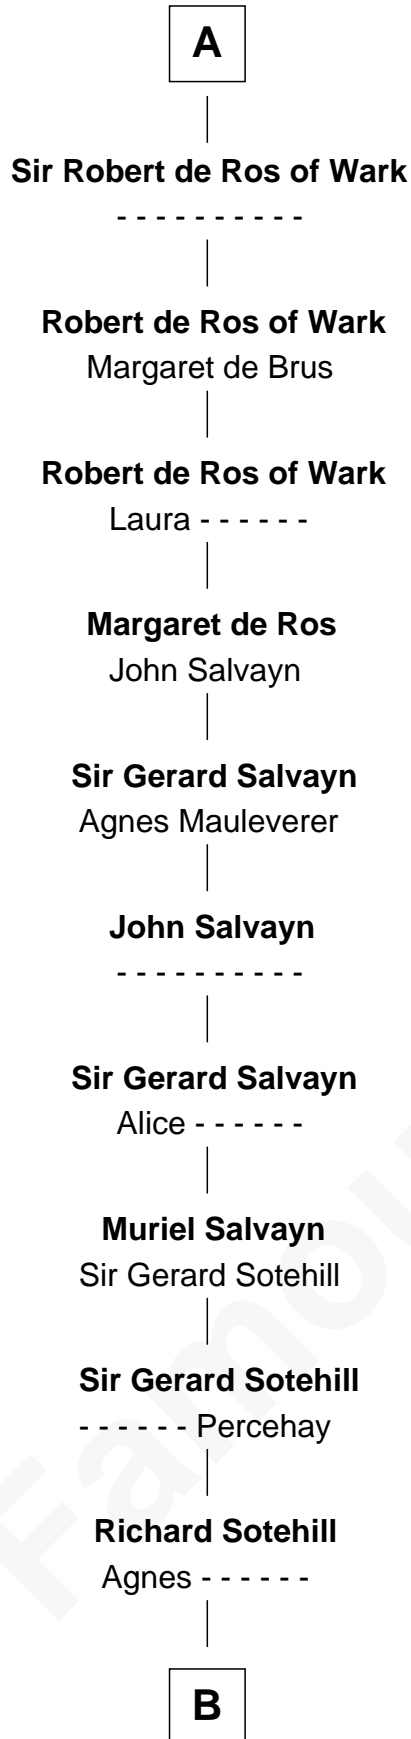 A
Sir Robert de Ros of Wark
- - - - - - - - - -
Robert de Ros of Wark
Margaret de Brus
Robert de Ros of Wark
Laura - - - - - -
Margaret de Ros
John Salvayn
Sir Gerard Salvayn
Agnes Mauleverer
John Salvayn
- - - - - - - - - -
Sir Gerard Salvayn
Alice - - - - - -
Muriel Salvayn
Sir Gerard Sotehill
Sir Gerard Sotehill
- - - - - - Percehay
Richard Sotehill
Agnes - - - - - -
B
Famou